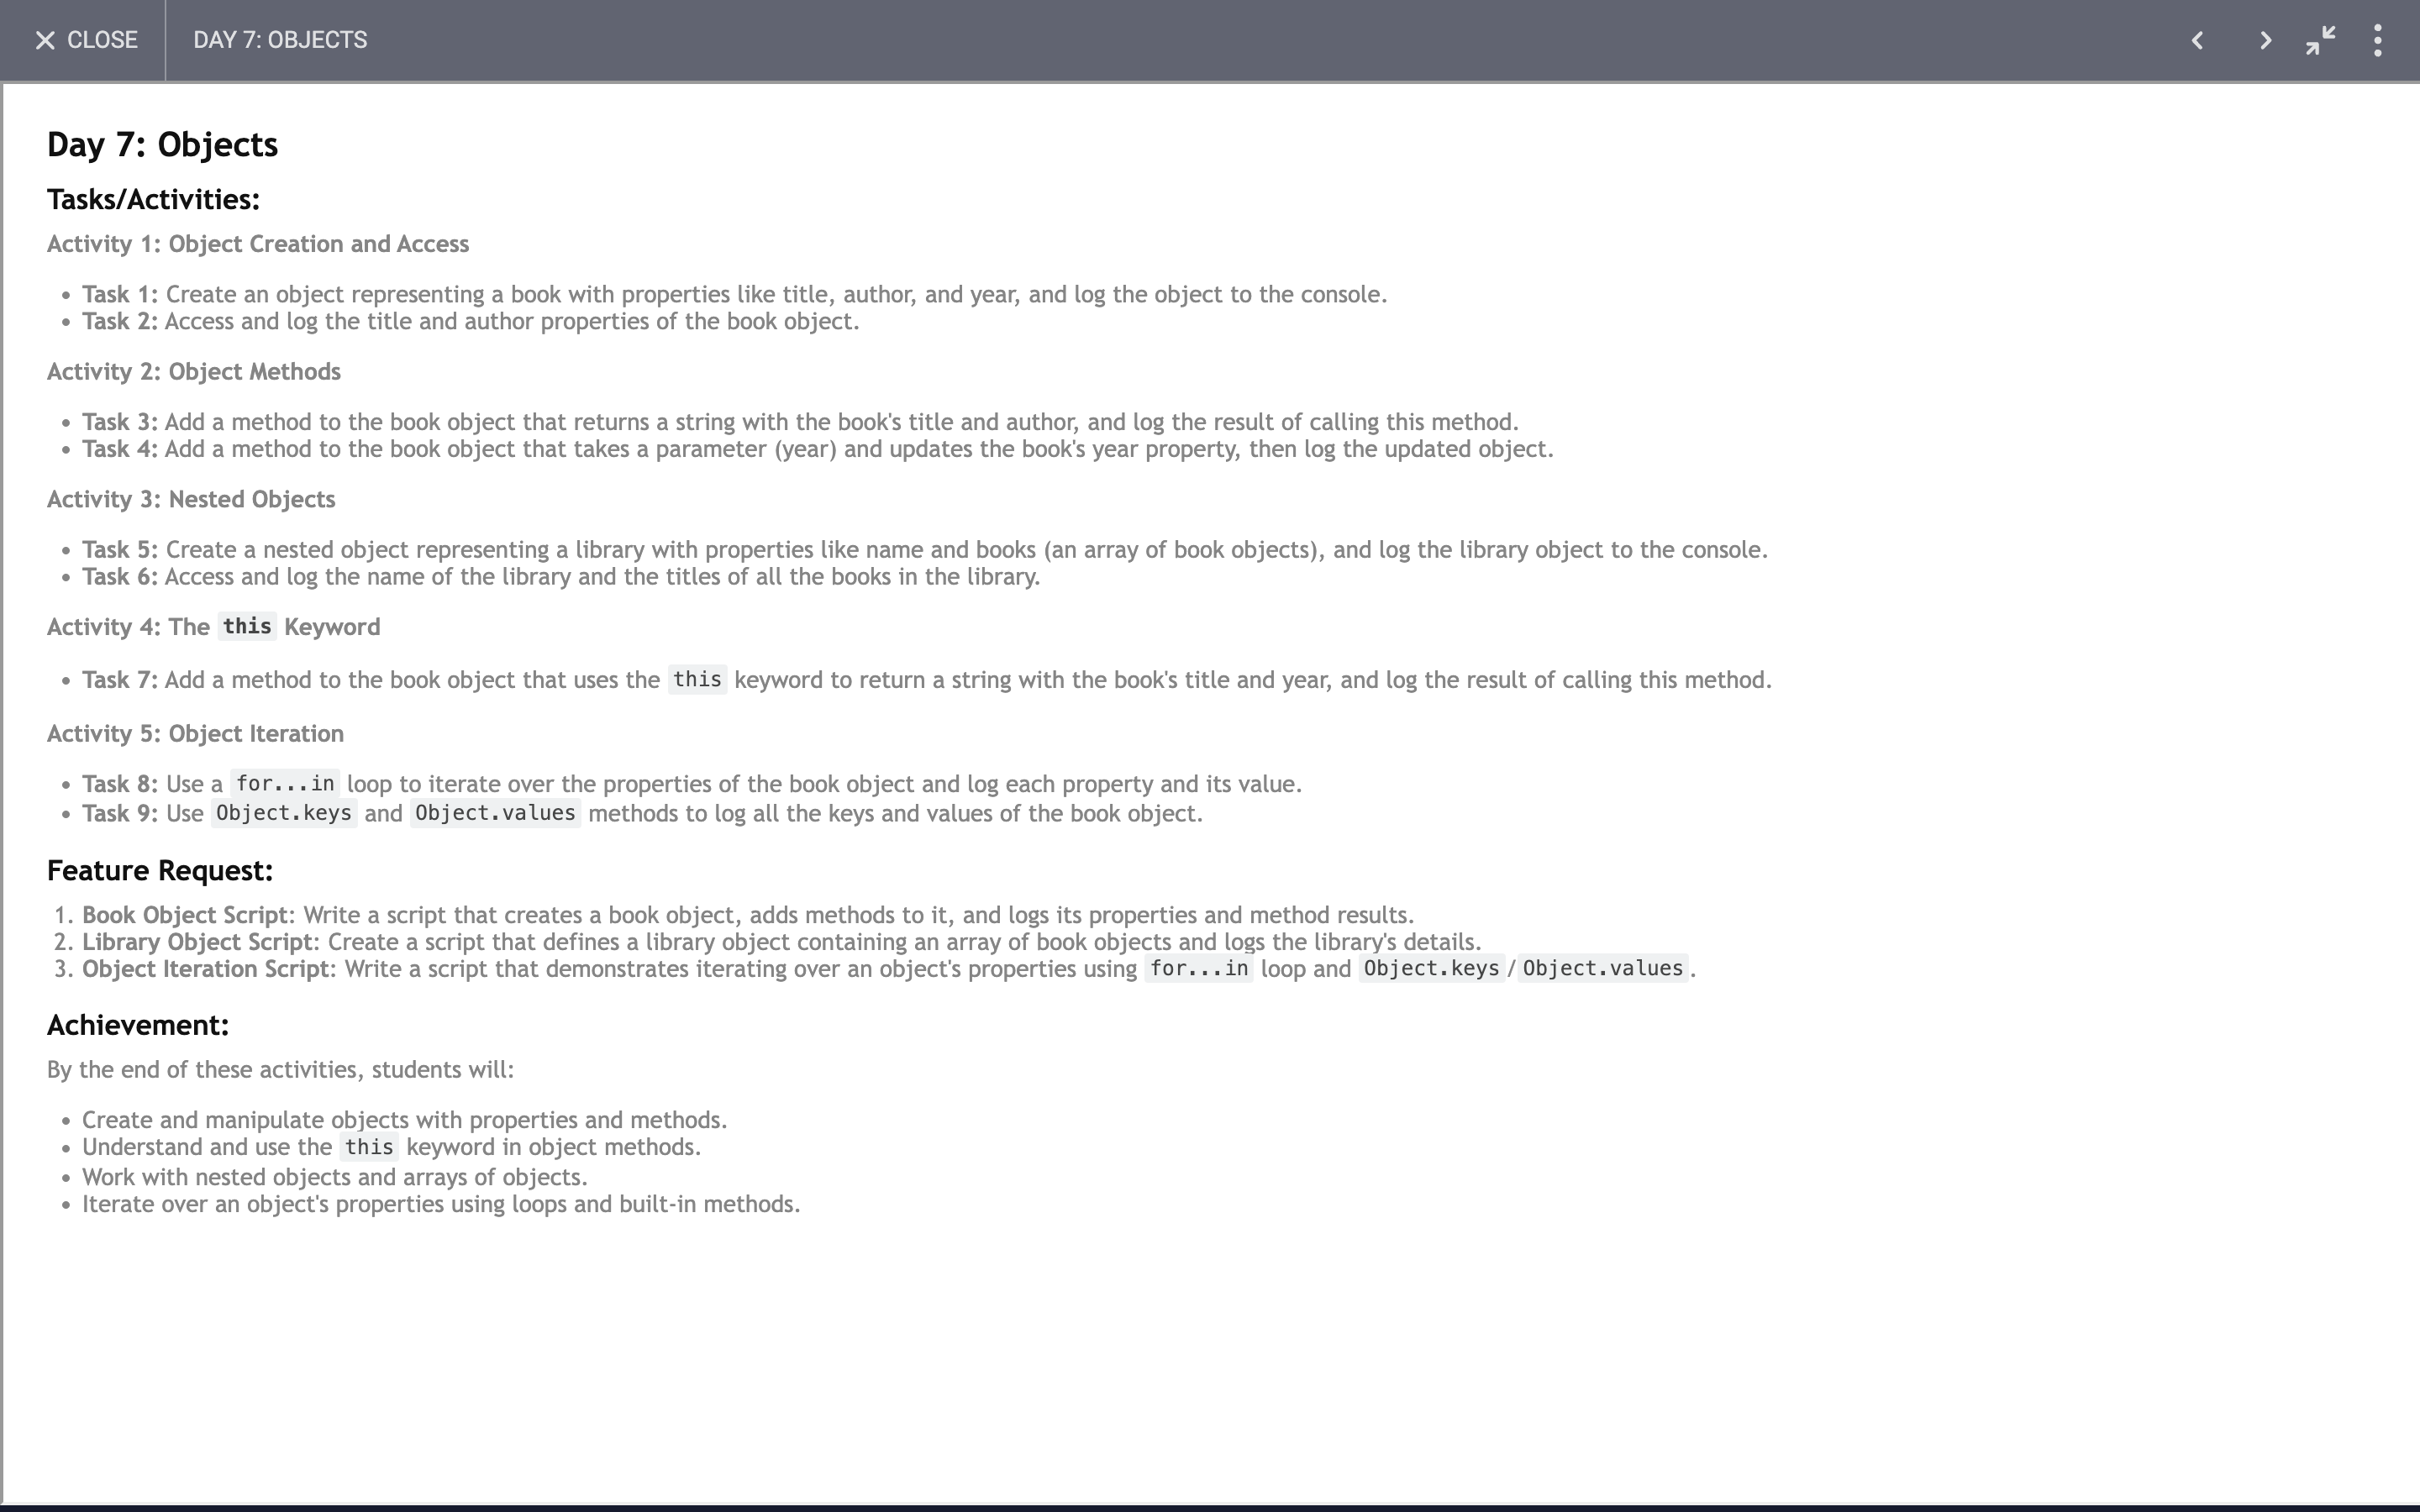 CLOSE
DAY 7: OBJECTS
Day 7: Objects
Tasks/Activities:
Activity 1: Object Creation and Access
• Task 1: Create an object representing a book with properties like title, author, and year, and log the object to the console.
• Task 2: Access and log the title and author properties of the book object.
Activity 2: Object Methods
• Task 3: Add a method to the book object that returns a string with the book's title and author, and log the result of calling this method.
• Task 4: Add a method to the book object that takes a parameter (year) and updates the book's year property, then log the updated object.
Activity 3: Nested Objects
• Task 5: Create a nested object representing a library with properties like name and books (an array of book objects), and log the library object to the console.
• Task 6: Access and log the name of the library and the titles of all the books in the library.
Activity 4: The this Keyword
• Task 7: Add a method to the book object that uses the this keyword to return a string with the book's title and year, and log the result of calling this method.
Activity 5: Object Iteration
• Task 8: Use a for...in loop to iterate over the properties of the book object and log each property and its value.
• Task 9: Use Object.keys and Object.values methods to log all the keys and values of the book object.
Feature Request:
1. Book Object Script: Write a script that creates a book object, adds methods to it, and logs its properties and method results.
2. Library Object Script: Create a script that defines a library object containing an array of book objects and logs the library's details.
3. Object Iteration Script: Write a script that demonstrates iterating over an object's properties using for...in loop and Object.keys/Object.values.
Achievement:
By the end of these activities, students will:
• Create and manipulate objects with properties and methods.
• Understand and use the this keyword in object methods.
• Work with nested objects and arrays of objects.
• Iterate over an object's properties using loops and built-in methods.